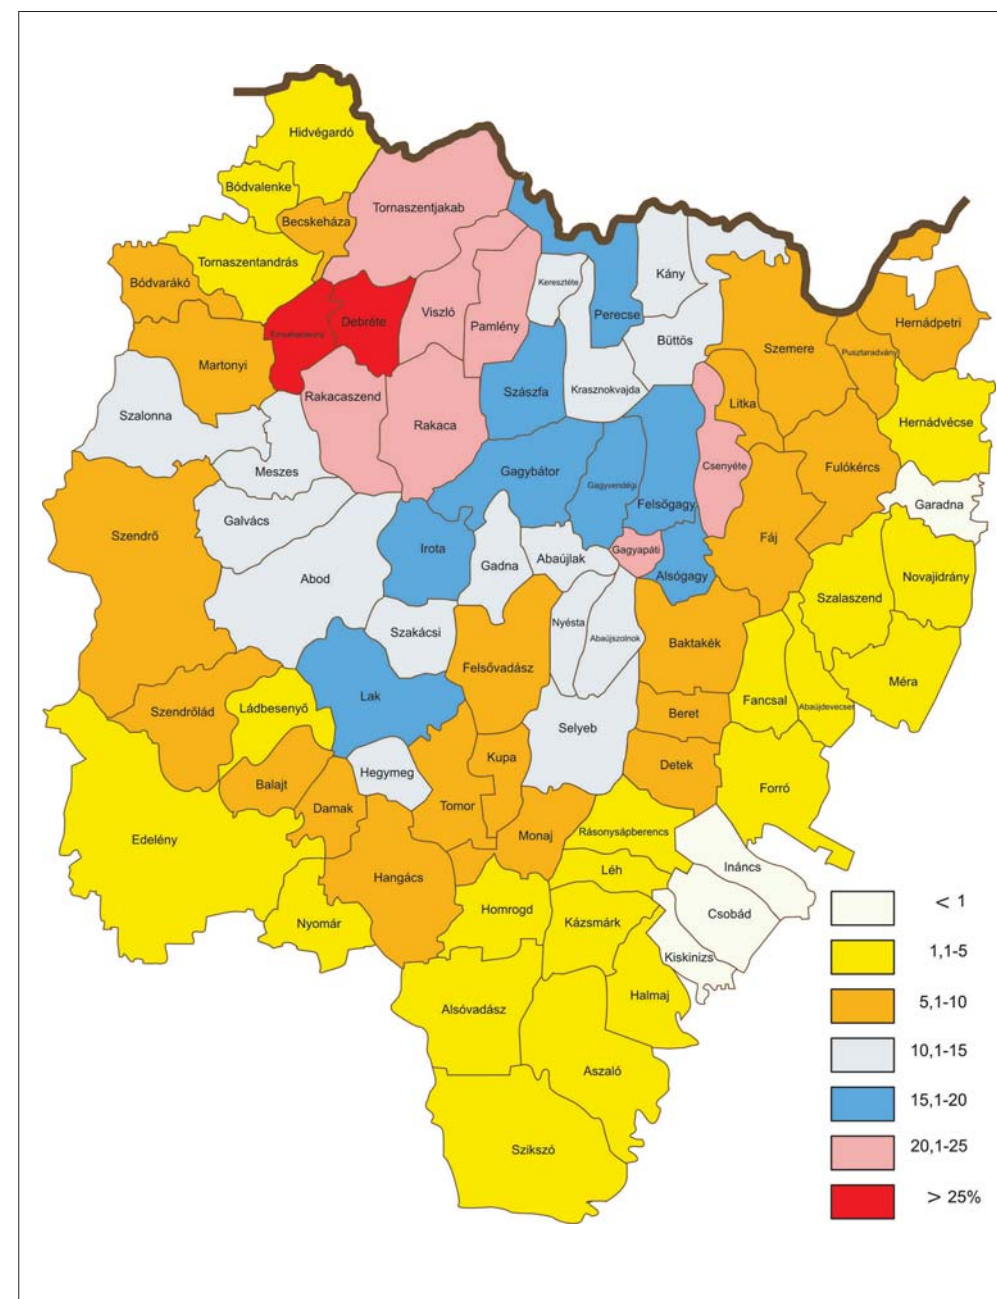 Hidvégardó
Bódvalenke
Becskeháza
Tornaszentjakab
Tornaszentandrás
Bódvarákó
Keresztéte
Kány
Debréte
Viszló
Pamlény
Perecse
Hernádpetri
Büttös
Szemere
Pusztaradvány
Martonyi
Rakacaszend
Szászfa
Krasznokvajda
Litka
Szalonna
Rakaca
Hernádvécse
Meszes
Gagybátor
Gagyvendégi
Csenyéte
Fulókércs
Felsőgagy
Garadna
Galvács
Szendrő
Irota
Gadna
Abaújlak
Gagyapáti
Fáj
Abod
Alsógagy
Novajidrány
Szalaszend
Szakácsi
Nyésta
Abaújszolnok
Baktakék
Felsővadász
Méra
Lak
Fancsal
Abaújdevecser
Szendrőlád
Ládbesenyő
Beret
Selyeb
Hegymeg
Kupa
Detek
Balajt
Forró
Damak
Tomor
Monaj
Rásonysápberencs
Edelény
Ináncs
Hangács
Léh
Homrogd
Csobád
Nyomár
Kázsmárk
Kiskinizs
Halmaj
Alsóvadász
Aszaló
Szikszó
< 1
1,1-5
5,1-10
10,1-15
15,1-20
20,1-25
> 25%